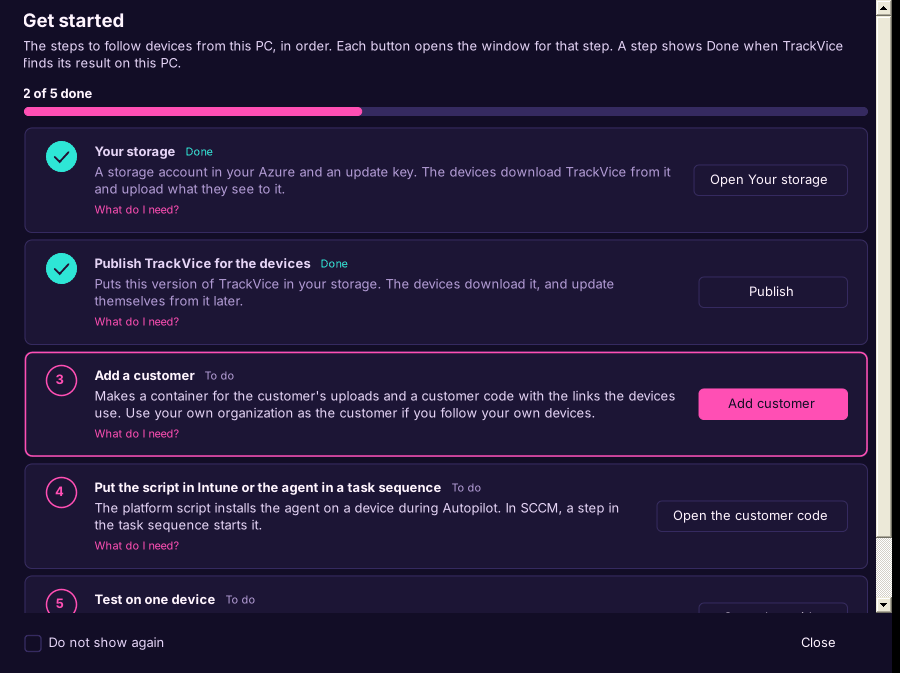 Get started
The steps to follow devices from this PC, in order. Each button opens the window for that step. A step shows Done when TrackVice
finds its result on this PC.
2 of 5 done
Your storage Done
A storage account in your Azure and an update key. The devices download TrackVice from it
and upload what they see to it.
What do I need?
Open Your storage
Publish TrackVice for the devices Done
Puts this version of TrackVice in your storage. The devices download it, and update
themselves from it later.
What do I need?
Publish
3
Add a customer To do
Makes a container for the customer's uploads and a customer code with the links the devices
use. Use your own organization as the customer if you follow your own devices.
What do I need?
Add customer
4
Put the script in Intune or the agent in a task sequence To do
The platform script installs the agent on a device during Autopilot. In SCCM, a step in
the task sequence starts it.
What do I need?
Open the customer code
5
Test on one device To do
Do not show again
Close